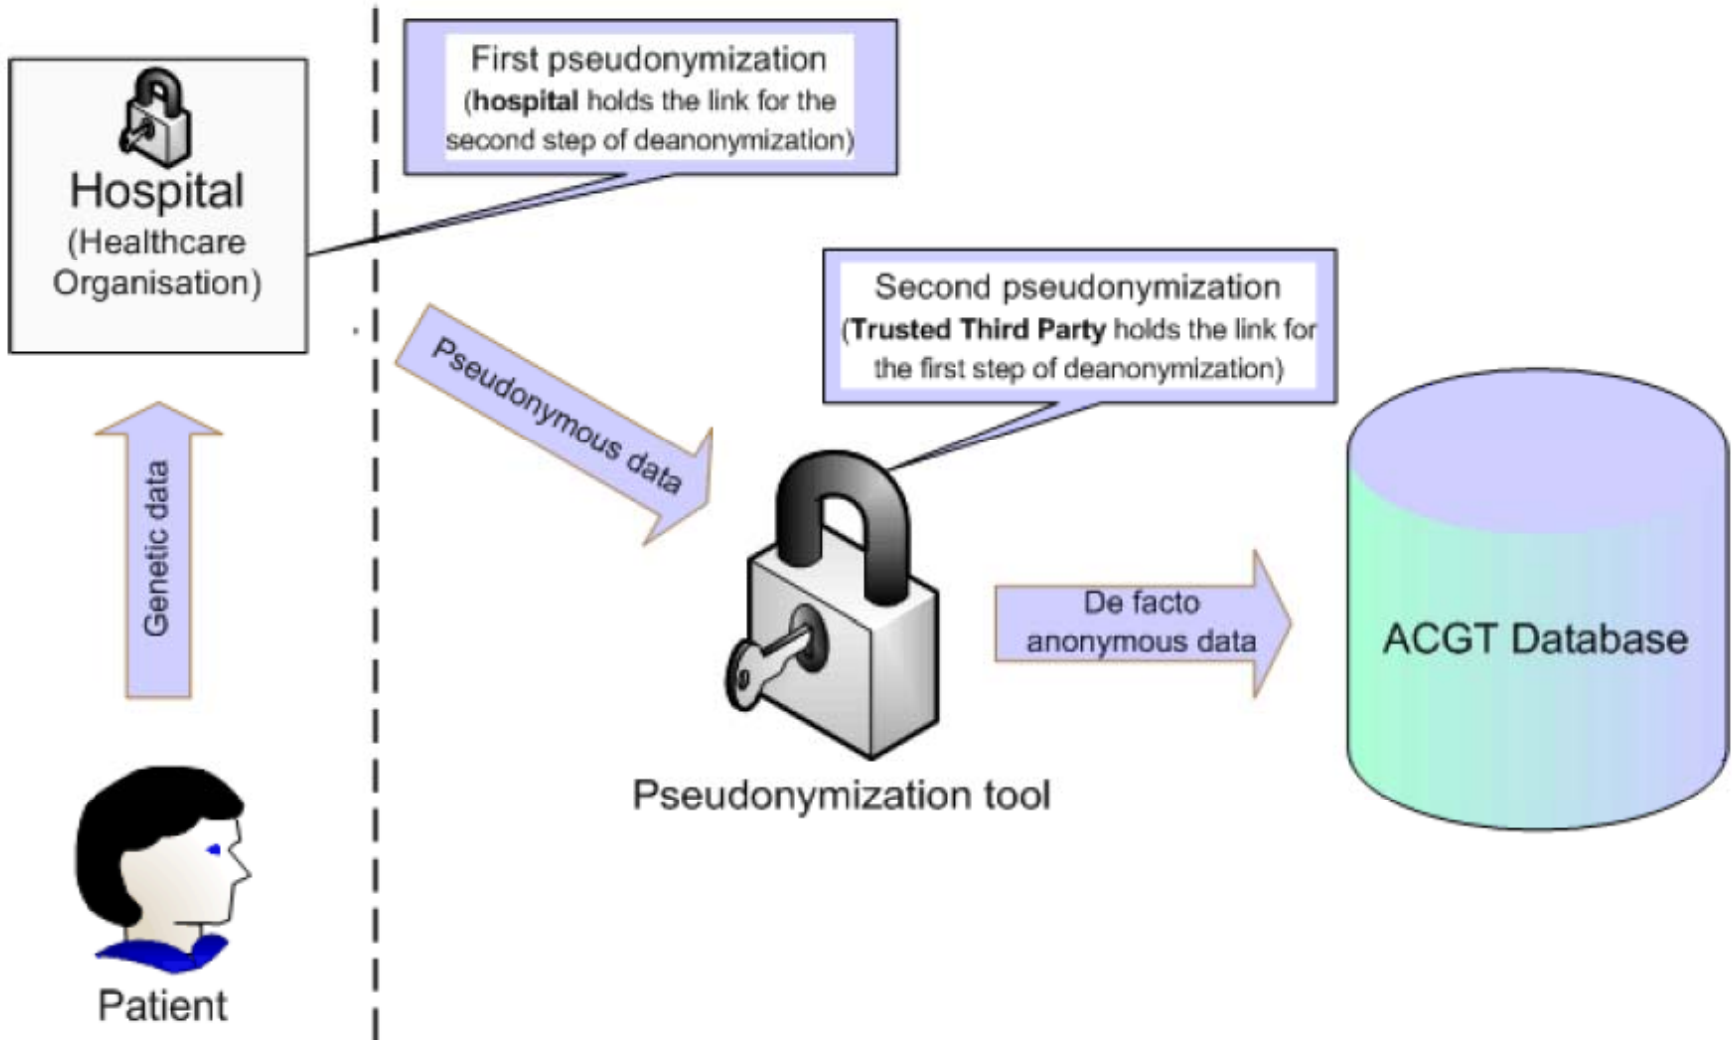 First pseudonymization
(hospital holds the link for the
second step of deanonymization)
Hospital
(Healthcare
Organisation)
Second pseudonymization
(Trusted Third Party holds the link for
the first step of deanonymization)
Pseudonymous data
Genetic data
De facto
anonymous data
ACGT Database
Pseudonymization tool
Patient